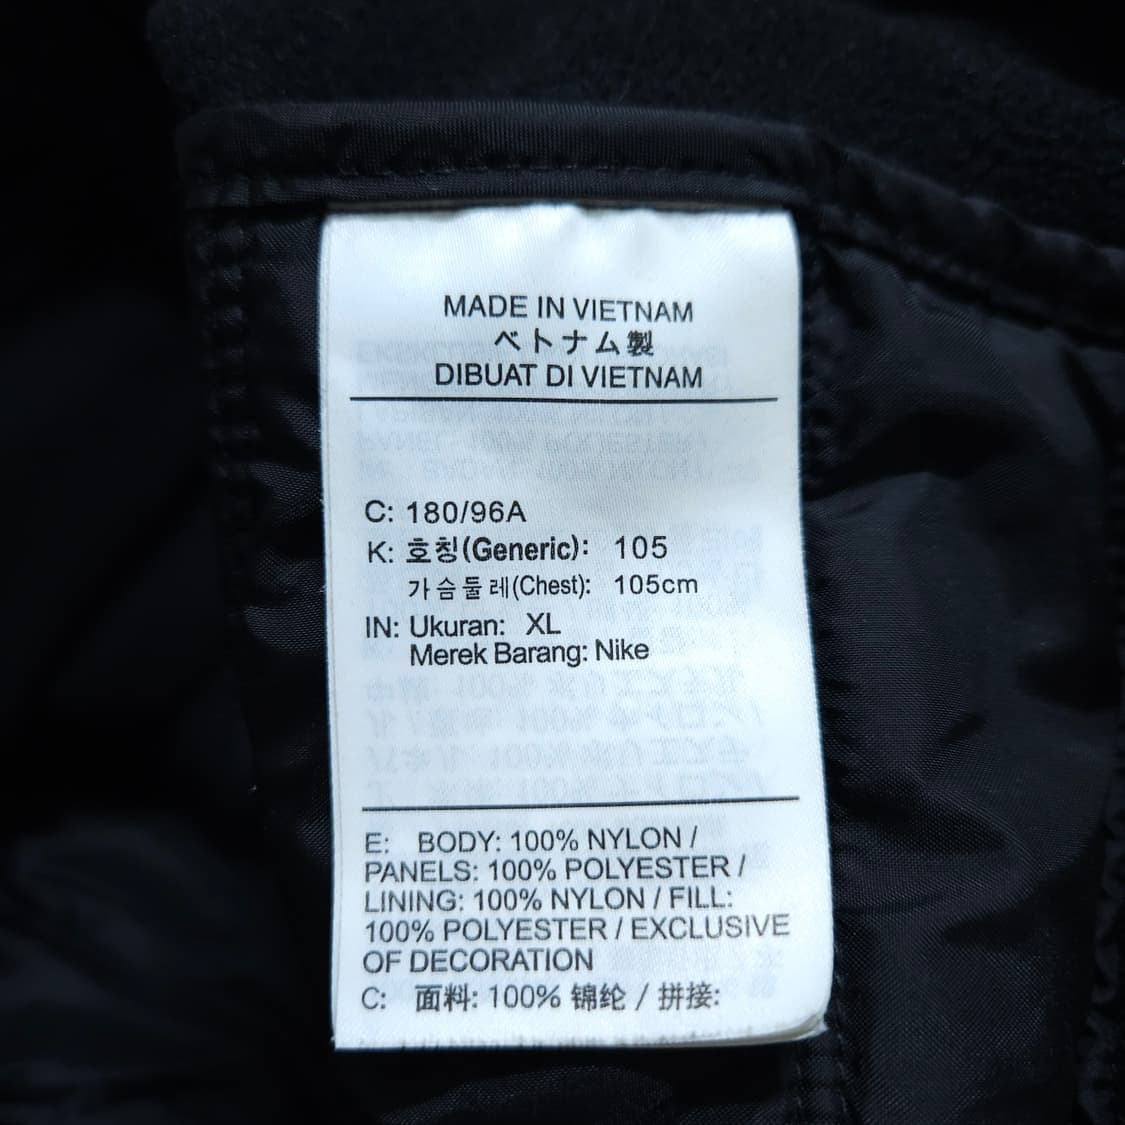 MADE IN VIETNAM
ベトナム製
DIBUAT DI VIETNAM
C: 180/96A
K: 호칭(Generic): 105
가슴둘레(Chest): 105cm
IN: Ukuran: XL
Merek Barang: Nike
E: BODY: 100% NYLON /
PANELS: 100% POLYESTER /
LINING: 100% NYLON / FILL:
100% POLYESTER / EXCLUSIVE
OF DECORATION
C: 面料: 100% 锦纶 / 拼接: